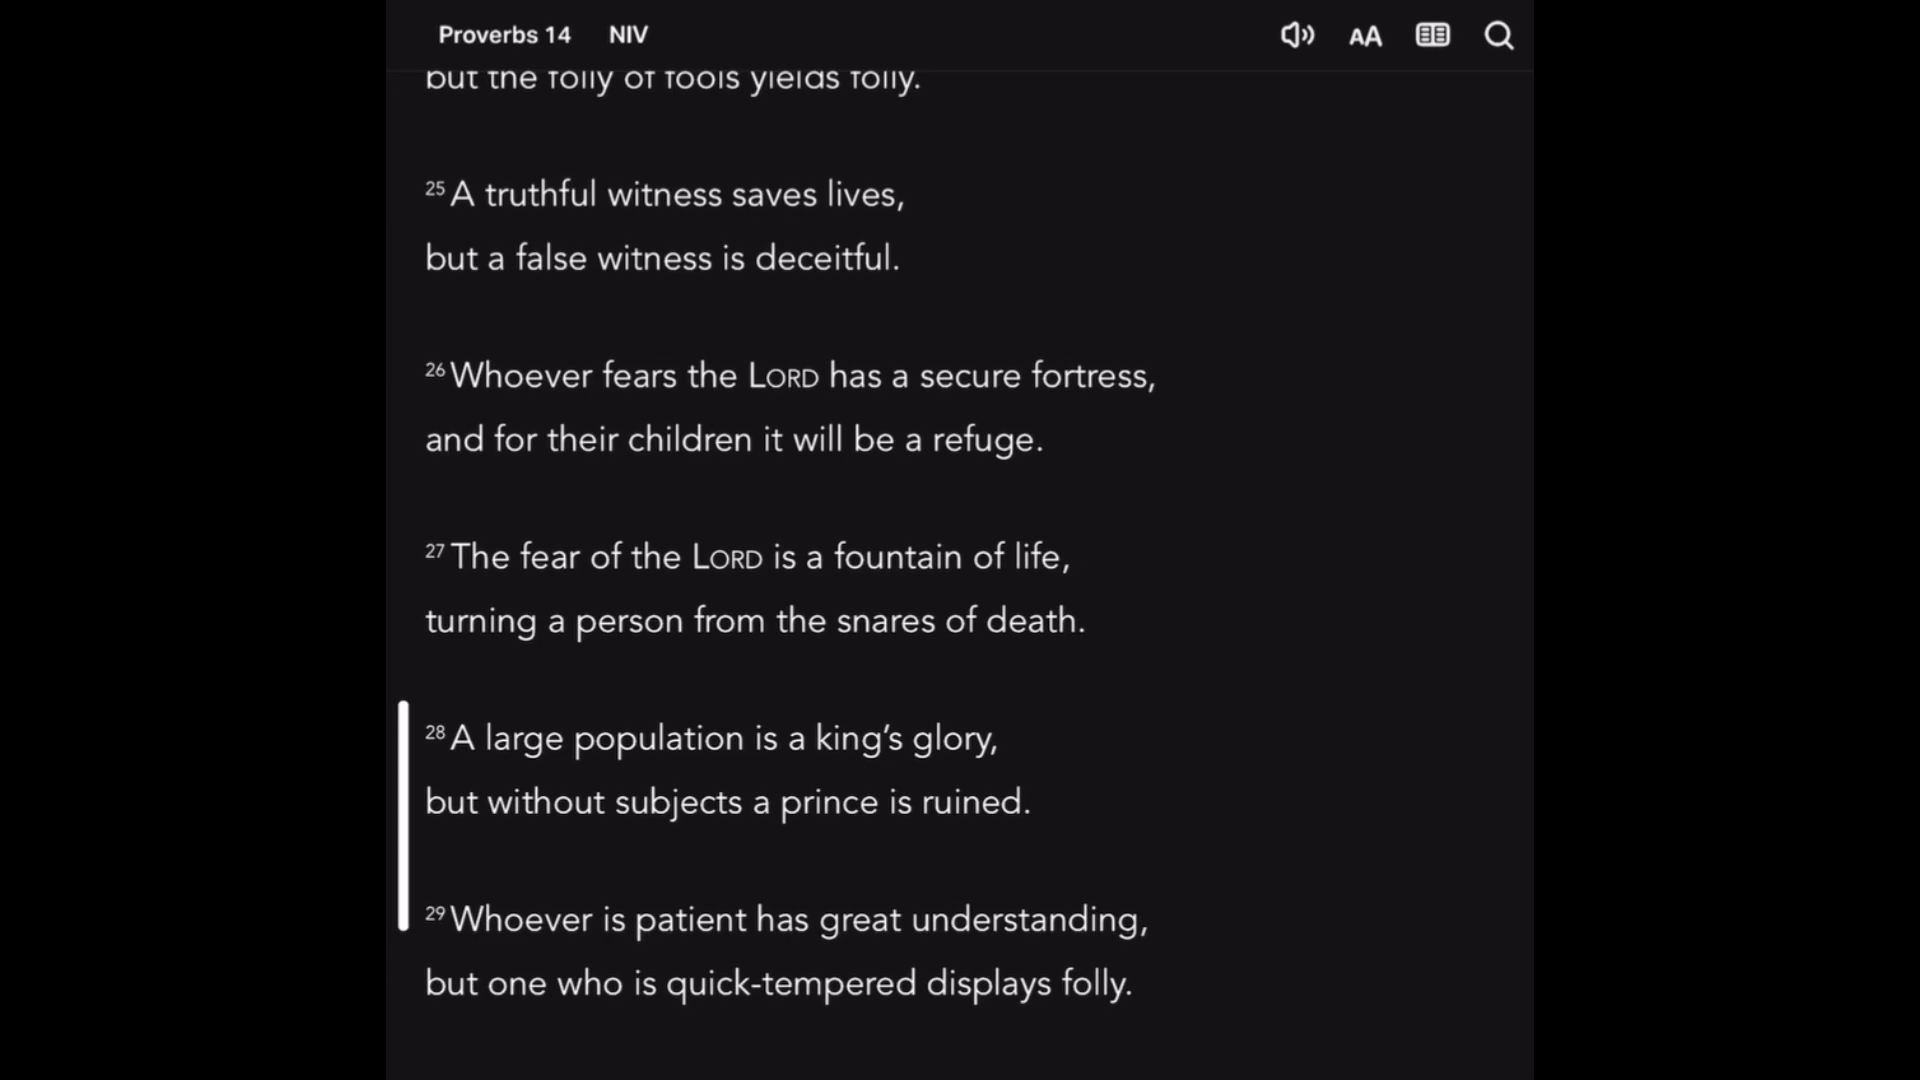 Proverbs 14 NIV AA
but the folly of fools yields folly.
25 A truthful witness saves lives,
but a false witness is deceitful.
26 Whoever fears the LORD has a secure fortress,
and for their children it will be a refuge.
27 The fear of the LORD is a fountain of life,
turning a person from the snares of death.
28 A large population is a king’s glory,
but without subjects a prince is ruined.
29 Whoever is patient has great understanding,
but one who is quick-tempered displays folly.